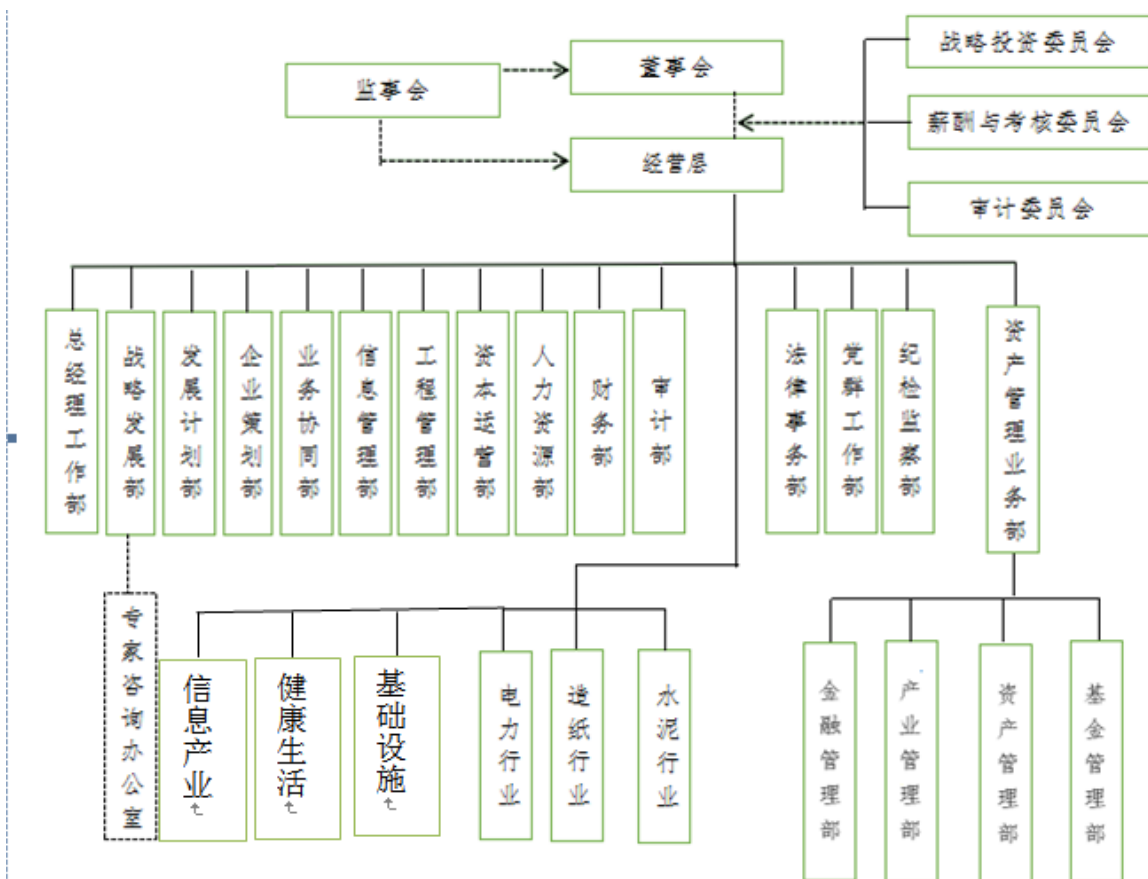 战略投资委员会
董事会
监事会
薪酬与考核委员会
经营层
审计委员会
总经理工作部
战略发展部
发展计划部
企业策划部
业务协同部
信息管理部
工程管理部
资本运营部
人力资源部
财务部
审计部
法律事务部
党群工作部
纪检监察部
资产管理业务部
专家咨询办公室
信息产业
健康生活
基础设施
电力行业
造纸行业
水泥行业
金融管理部
产业管理部
资产管理部
基金管理部